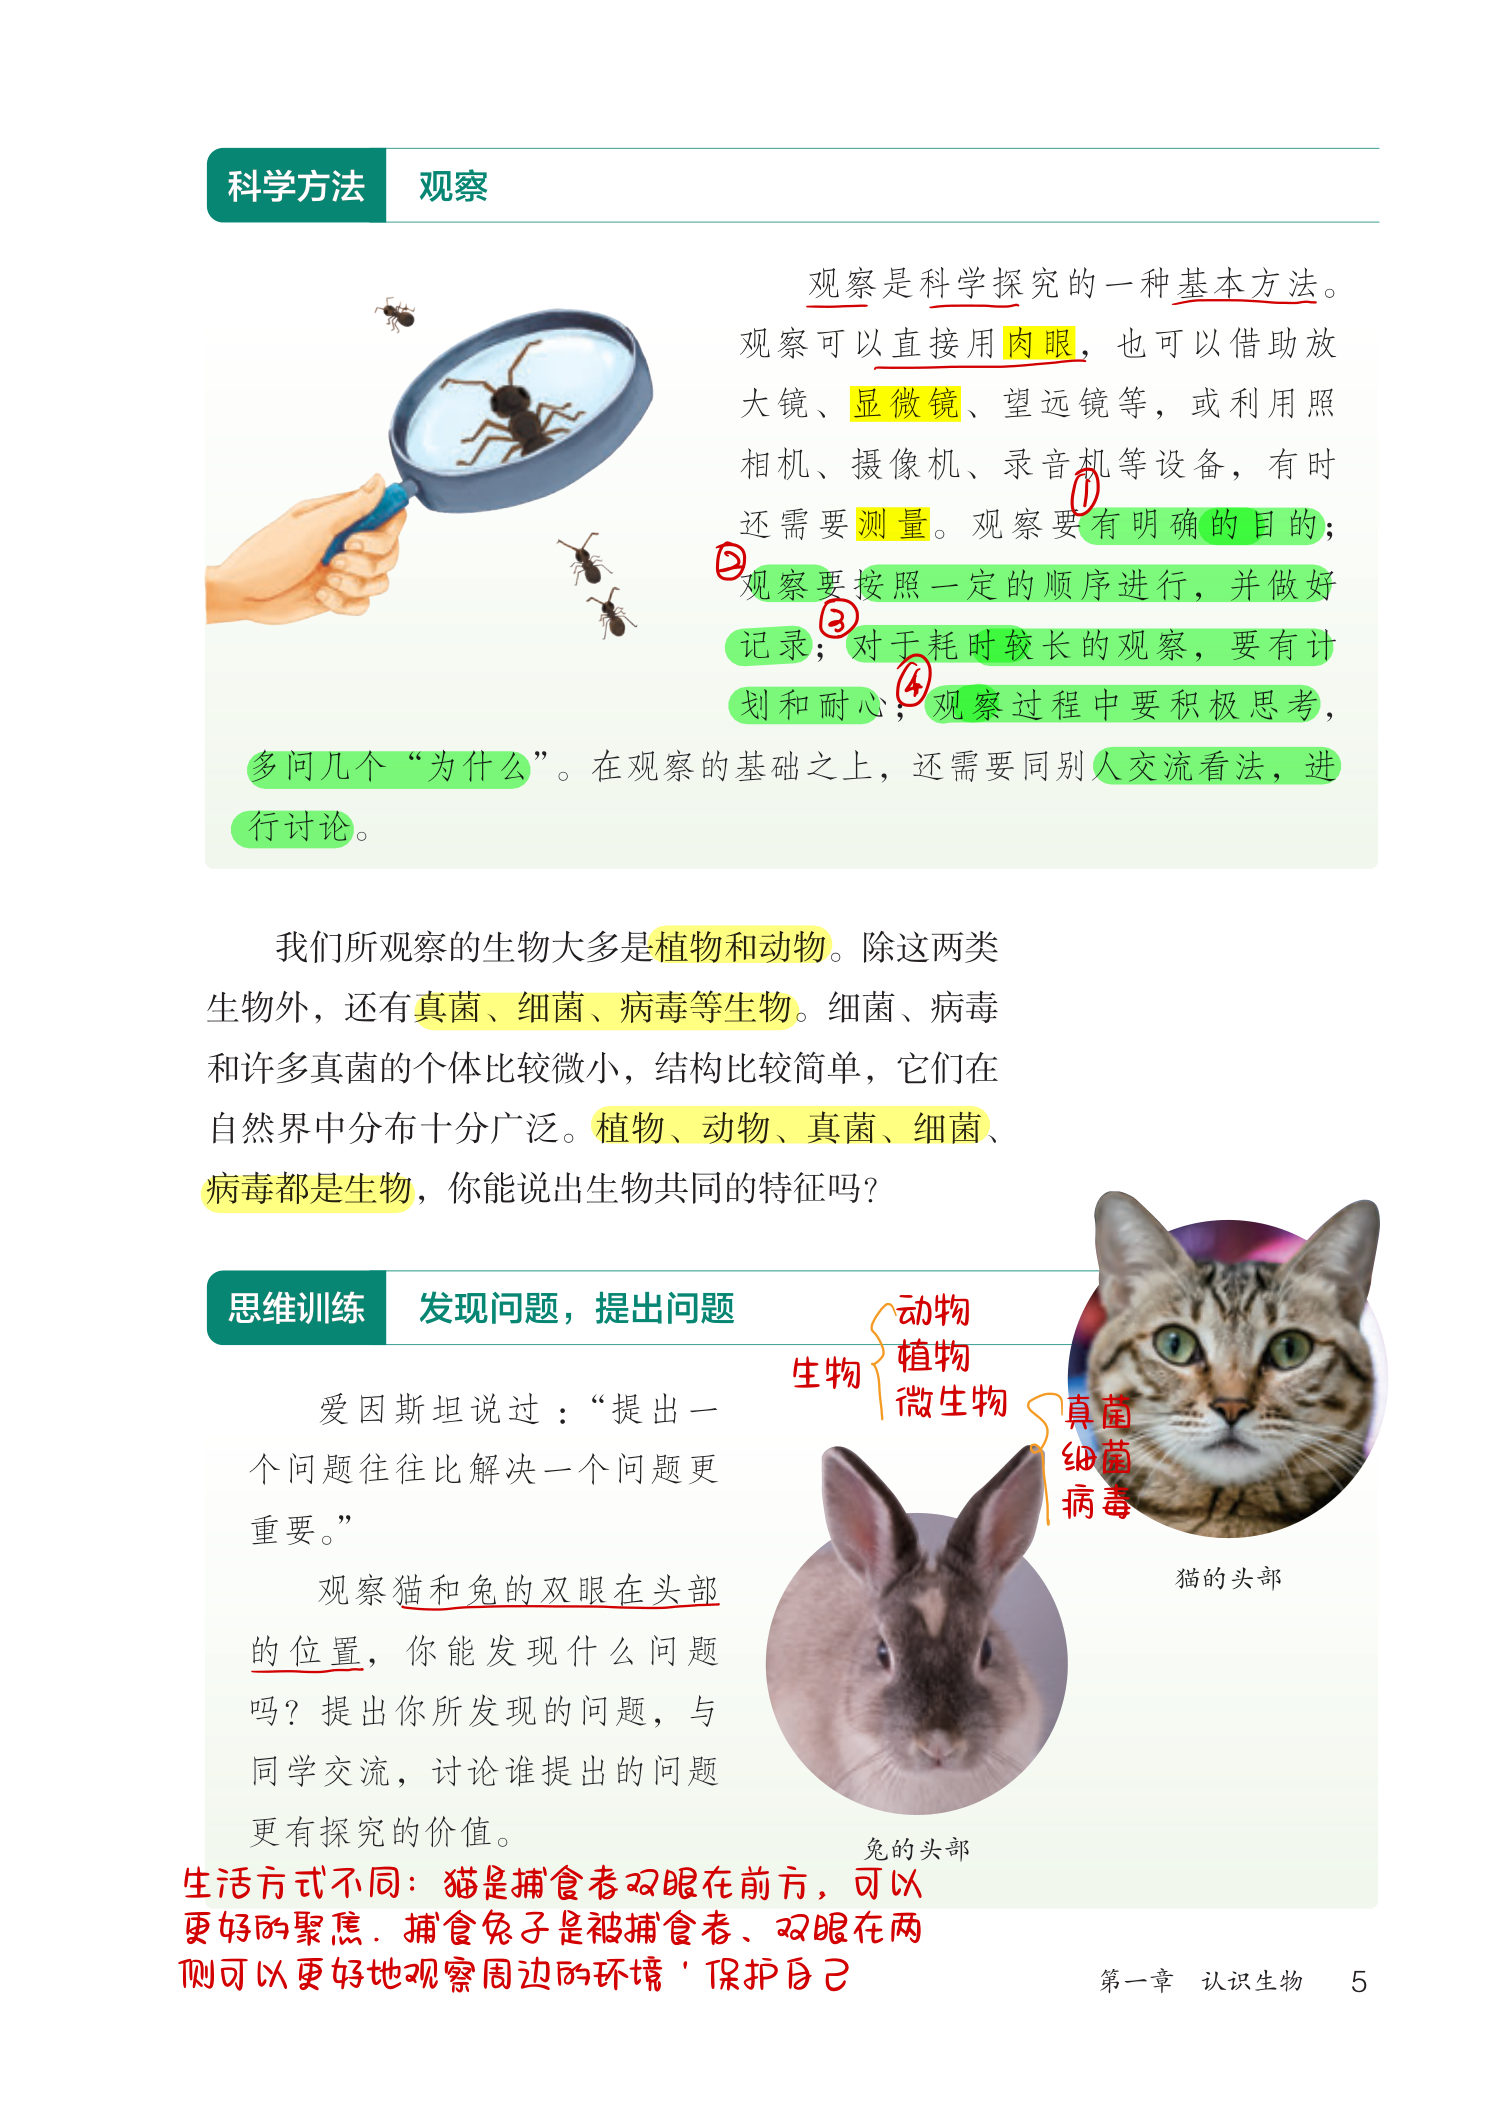 科学方法 观察
观察是科学探究的一种基本方法。
观察可以直接用肉眼，也可以借助放
大镜、显微镜、望远镜等，或利用照
相机、摄像机、录音机等设备，有时
①
还需要测量。观察要有明确的目的；
②
观察要按照一定的顺序进行，并做好
③
记录；对于耗时较长的观察，要有计
④
划和耐心；观察过程中要积极思考，
多问几个“为什么”。在观察的基础之上，还需要同别人交流看法，进
行讨论。
我们所观察的生物大多是植物和动物。除这两类
生物外，还有真菌、细菌、病毒等生物。细菌、病毒
和许多真菌的个体比较微小，结构比较简单，它们在
自然界中分布十分广泛。植物、动物、真菌、细菌、
病毒都是生物，你能说出生物共同的特征吗？
思维训练 发现问题，提出问题
生物
动物
植物
微生物
真菌
细菌
病毒
爱因斯坦说过：“提出一
个问题往往比解决一个问题更
重要。”
观察猫和兔的双眼在头部
的位置，你能发现什么问题
吗？提出你所发现的问题，与
同学交流，讨论谁提出的问题
更有探究的价值。
猫的头部
兔的头部
生活方式不同：猫是捕食者双眼在前方，可以
更好的聚焦．捕食兔子是被捕食者、双眼在两
侧可以更好地观察周边的环境＇保护自己
第一章 认识生物 5